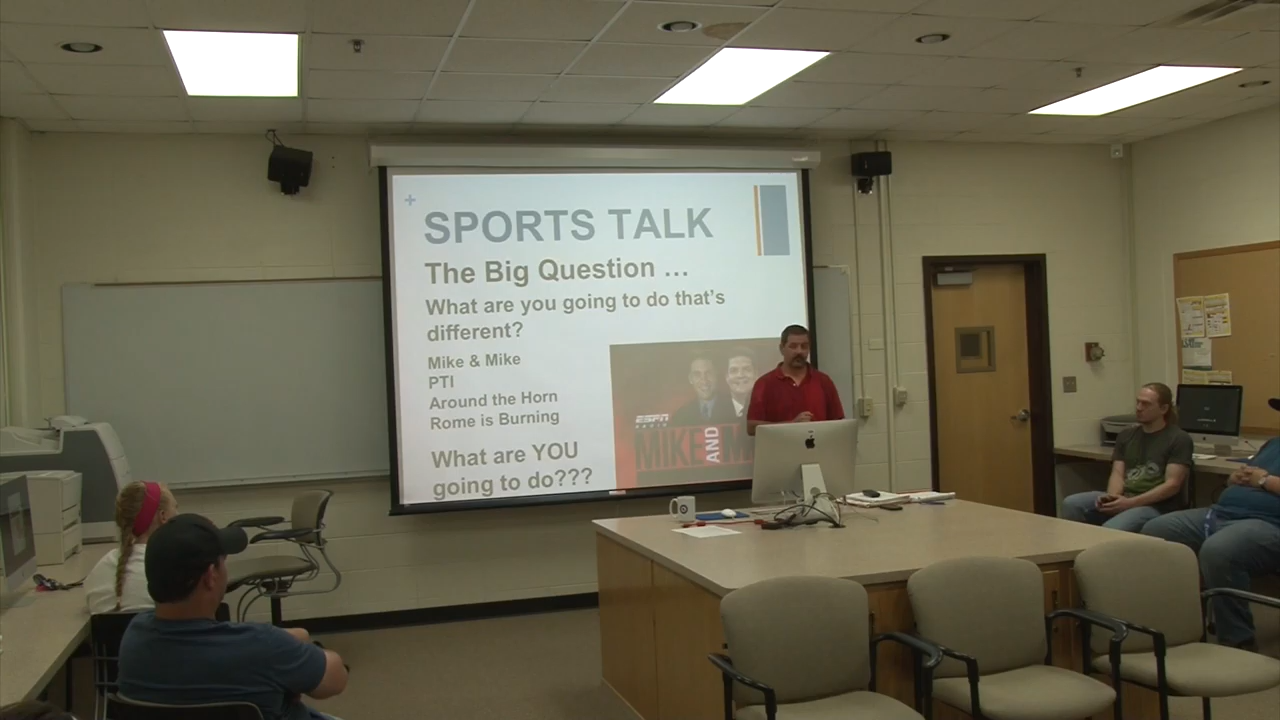 +
SPORTS TALK
The Big Question ...
What are you going to do that's
different?
Mike & Mike
PTI
Around the Horn
Rome is Burning
What are YOU
going to do???
ESPN
RADIO
MIKE AND M